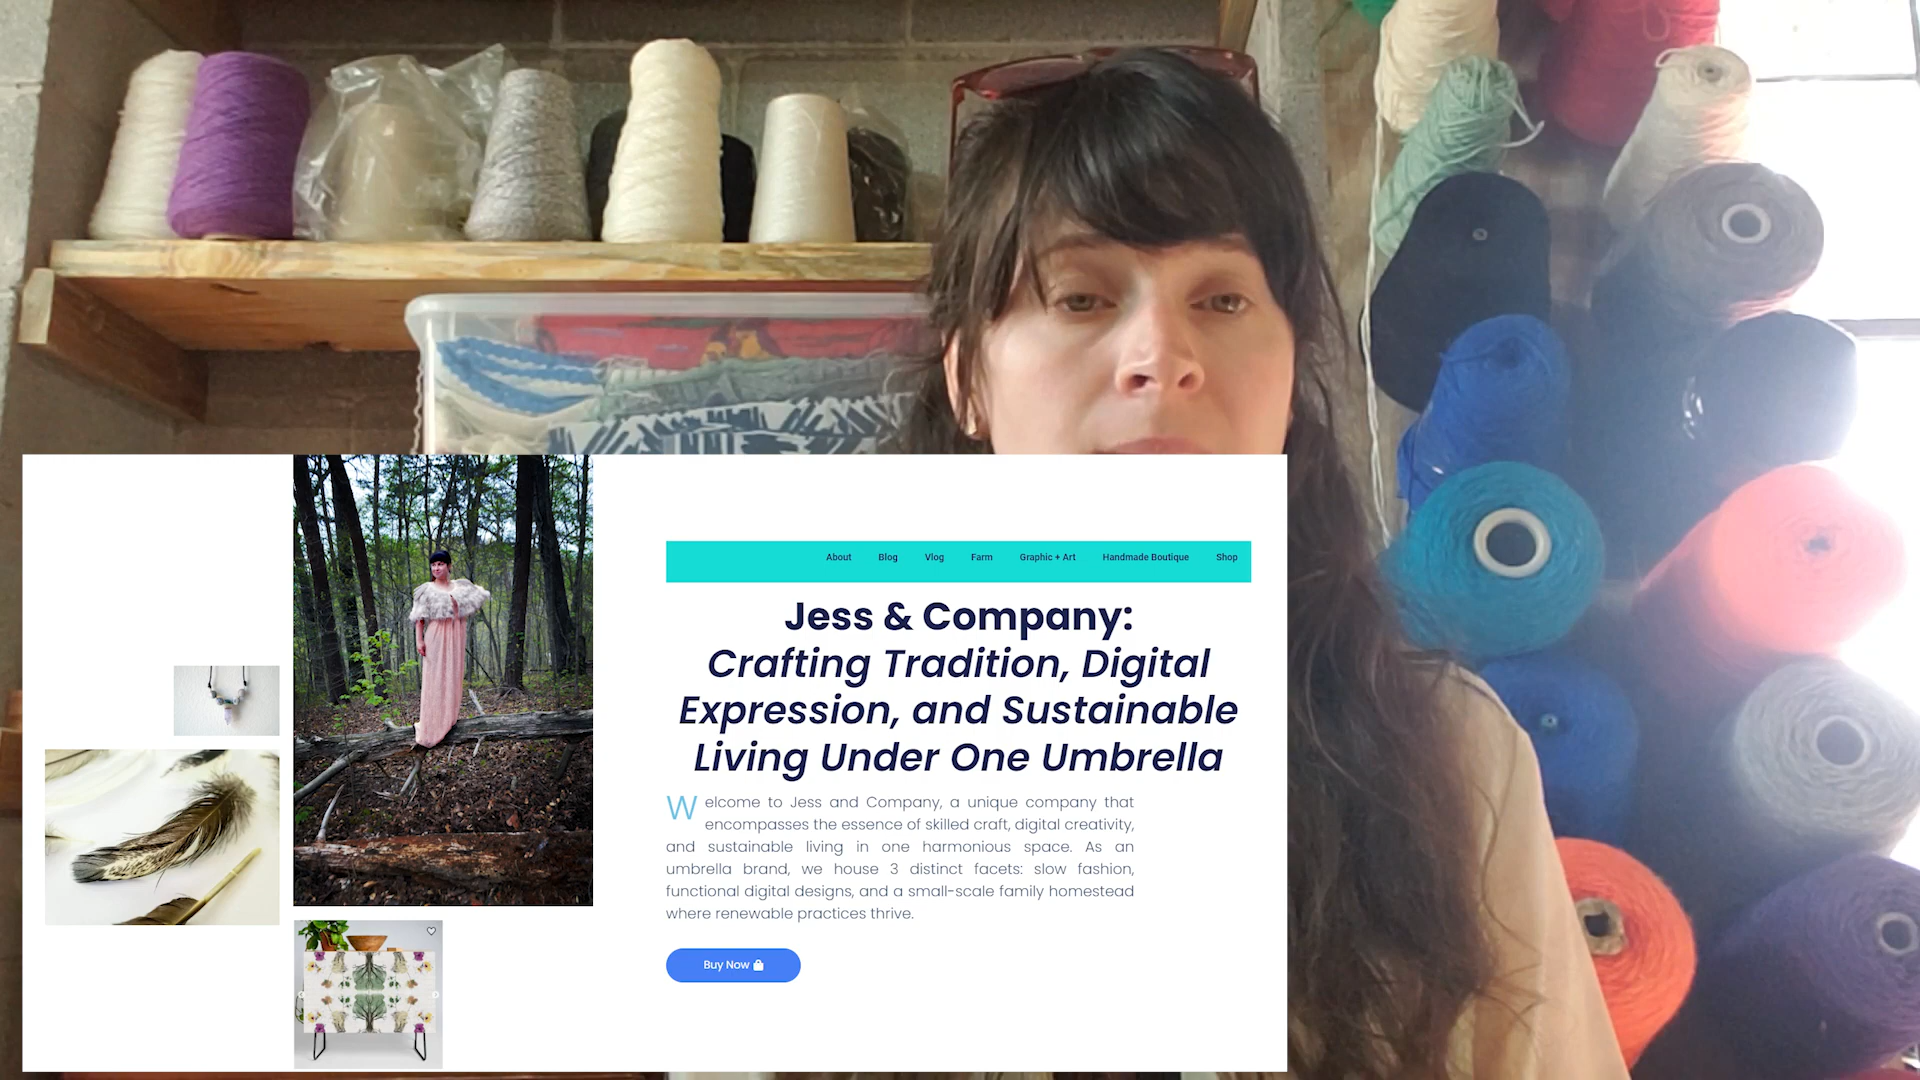 About Blog Vlog Farm Graphic + Art Handmade Boutique Shop
Jess & Company:
Crafting Tradition, Digital
Expression, and Sustainable
Living Under One Umbrella
Welcome to Jess and Company, a unique company that
encompasses the essence of skilled craft, digital creativity,
and sustainable living in one harmonious space. As an
umbrella brand, we house 3 distinct facets: slow fashion,
functional digital designs, and a small-scale family homestead
where renewable practices thrive.
Buy Now